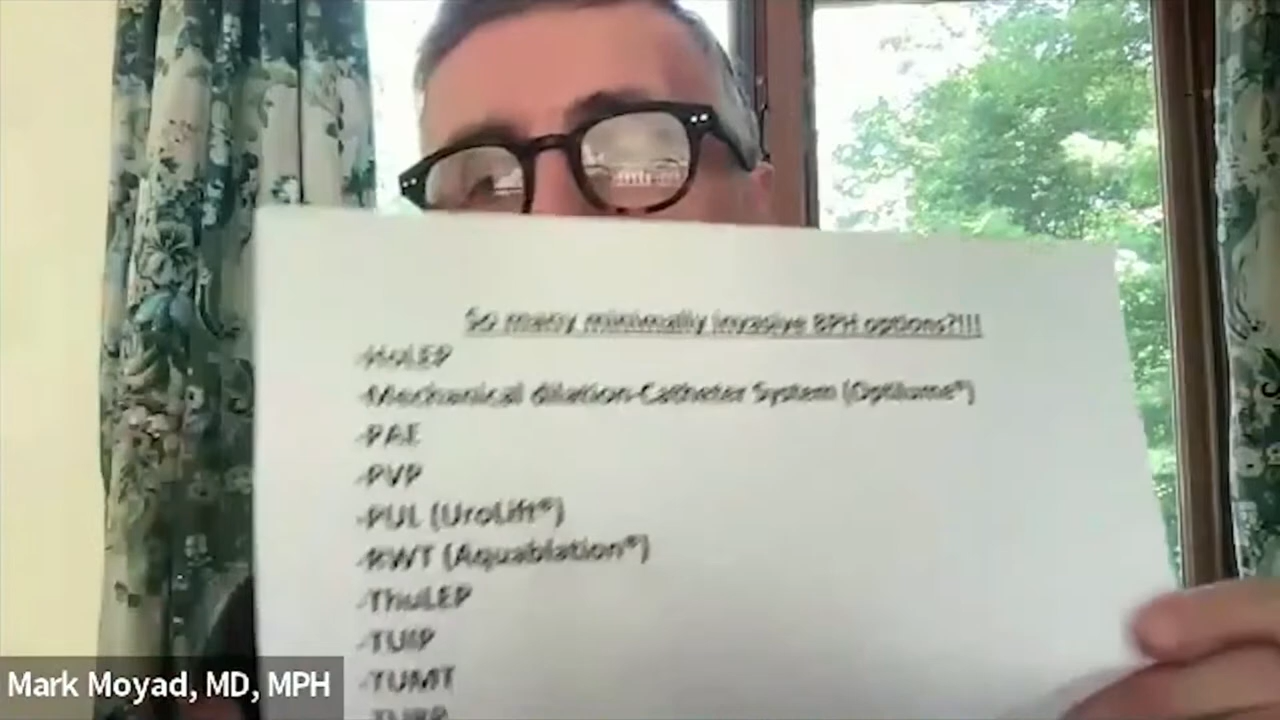 So many minimally invasive BPH options?!!!
-HoLEP
-Mechanical dilation-Catheter System (Optilume®)
-PAE
-PVP
-PUL (UroLift®)
-RWT (Aquablation®)
-ThuLEP
-TUIP
-TUMT
Mark Moyad, MD, MPH